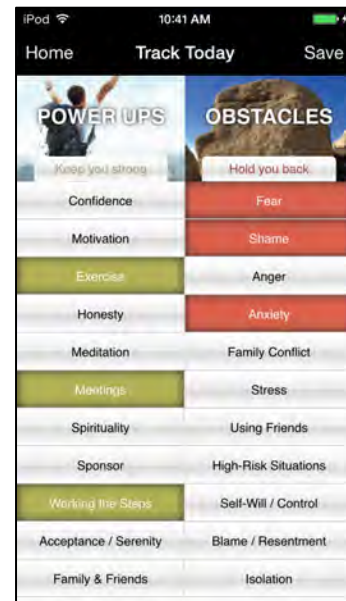 iPod 10:41 AM
Home Track Today Save
POWER UPS OBSTACLES
Keep you strong Hold you back
Confidence Fear
Motivation Shame
Exercise Anger
Honesty Anxiety
Meditation Family Conflict
Meetings Stress
Spirituality Using Friends
Sponsor High-Risk Situations
Working the Steps Self-Will / Control
Acceptance / Serenity Blame / Resentment
Family & Friends Isolation